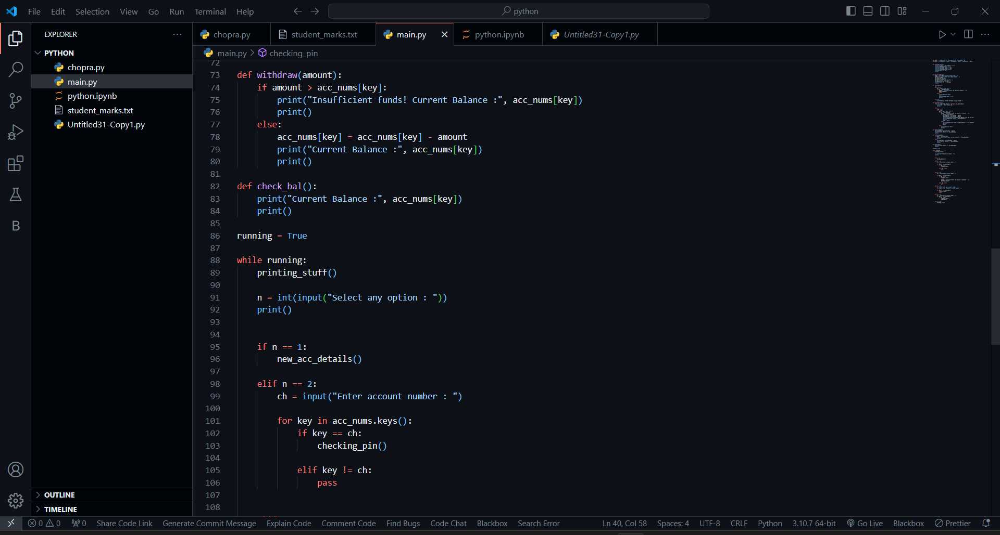 File Edit Selection View Go Run Terminal Help
python
EXPLORER
PYTHON
chopra.py
main.py
python.ipynb
student_marks.txt
Untitled31-Copy1.py
B
OUTLINE
TIMELINE
chopra.py student_marks.txt main.py python.ipynb Untitled31-Copy1.py
main.py checking_pin
72
73 def withdraw(amount):
74 if amount > acc_nums[key]:
75 print("Insufficient funds! Current Balance :", acc_nums[key])
76 print()
77 else:
78 acc_nums[key] = acc_nums[key] - amount
79 print("Current Balance :", acc_nums[key])
80 print()
81
82 def check_bal():
83 print("Current Balance :", acc_nums[key])
84 print()
85
86 running = True
87
88 while running:
89 printing_stuff()
90
91 n = int(input("Select any option : "))
92 print()
93
94
95 if n == 1:
96 new_acc_details()
97
98 elif n == 2:
99 ch = input("Enter account number : ")
100
101 for key in acc_nums.keys():
102 if key == ch:
103 checking_pin()
104
105 elif key != ch:
106 pass
107
108
0 0 0 Share Code Link Generate Commit Message Explain Code Comment Code Find Bugs Code Chat Blackbox Search Error Ln 40, Col 58 Spaces: 4 UTF-8 CRLF Python 3.10.7 64-bit Go Live Blackbox Prettier